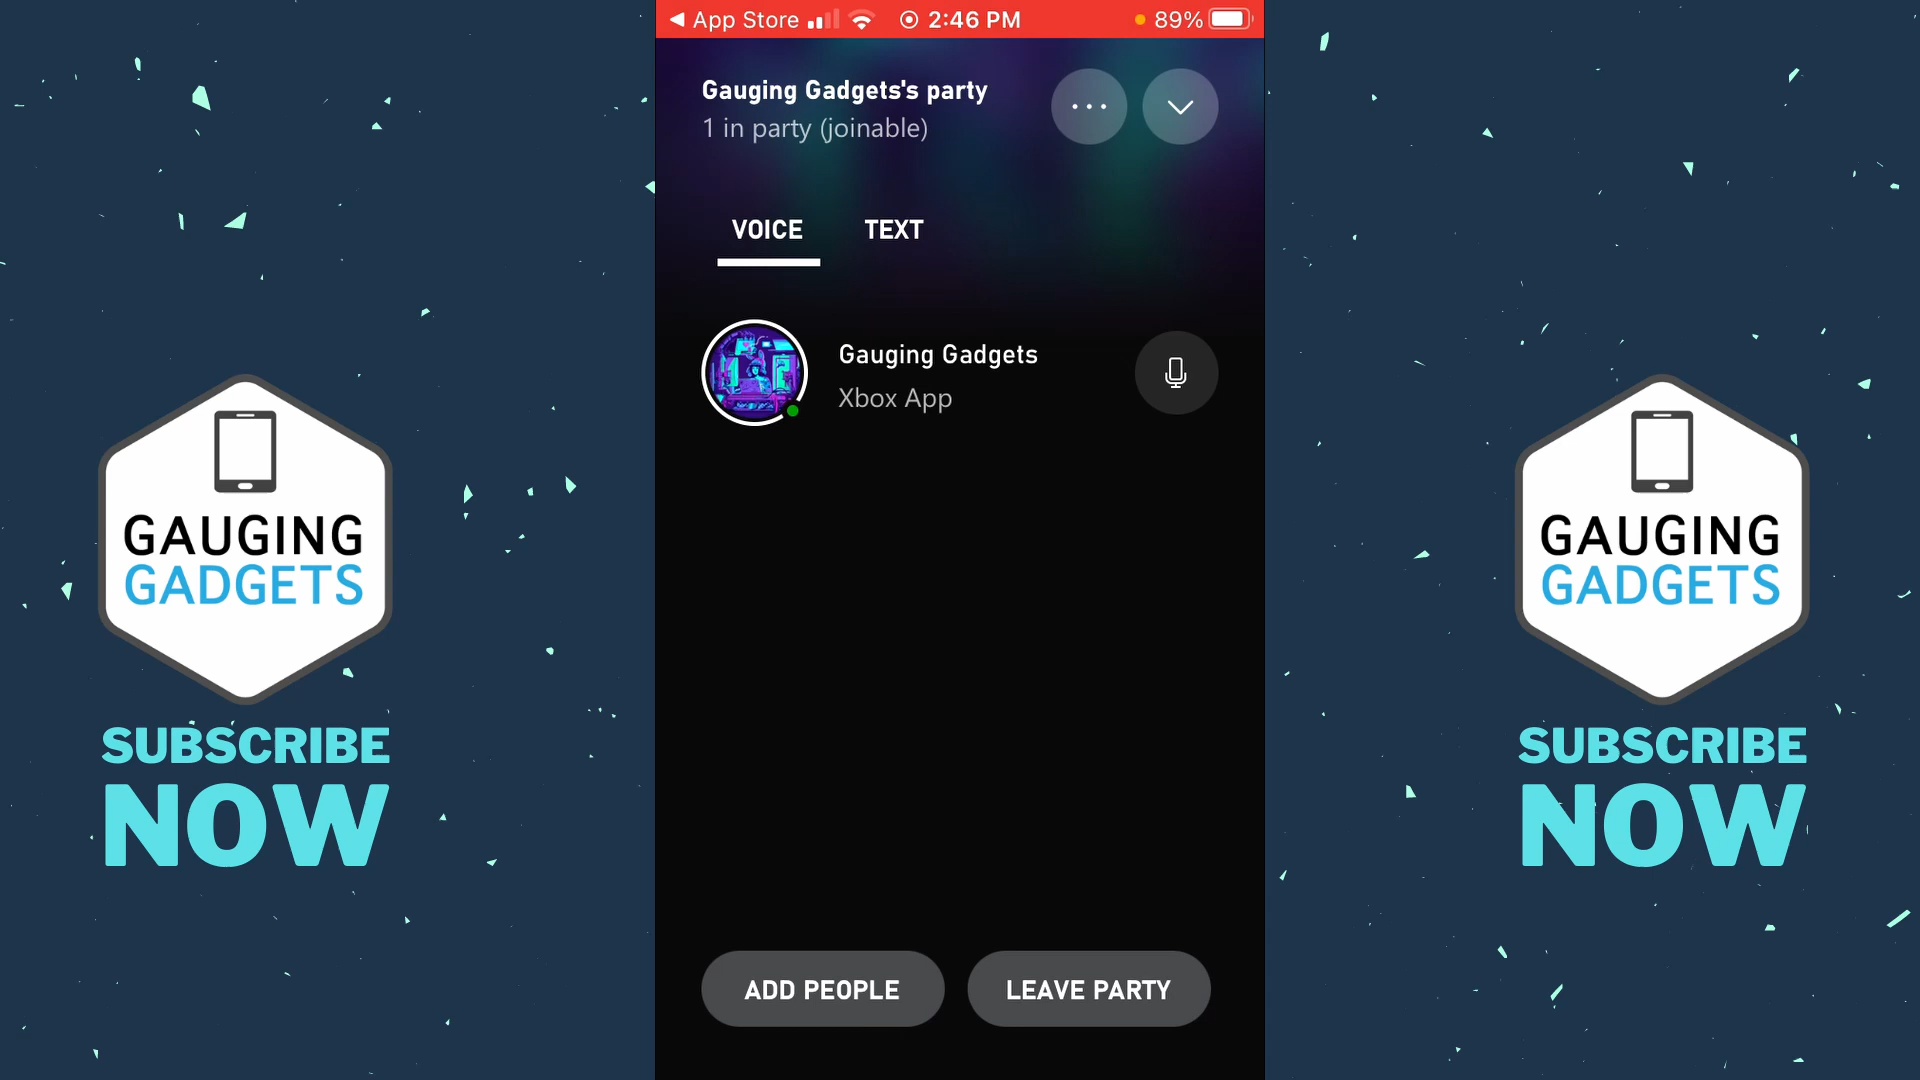 App Store
2:46 PM
89%
Gauging Gadgets's party
1 in party (joinable)
VOICE
TEXT
Gauging Gadgets
Xbox App
ADD PEOPLE
LEAVE PARTY
GAUGING
GADGETS
SUBSCRIBE
NOW
GAUGING
GADGETS
SUBSCRIBE
NOW